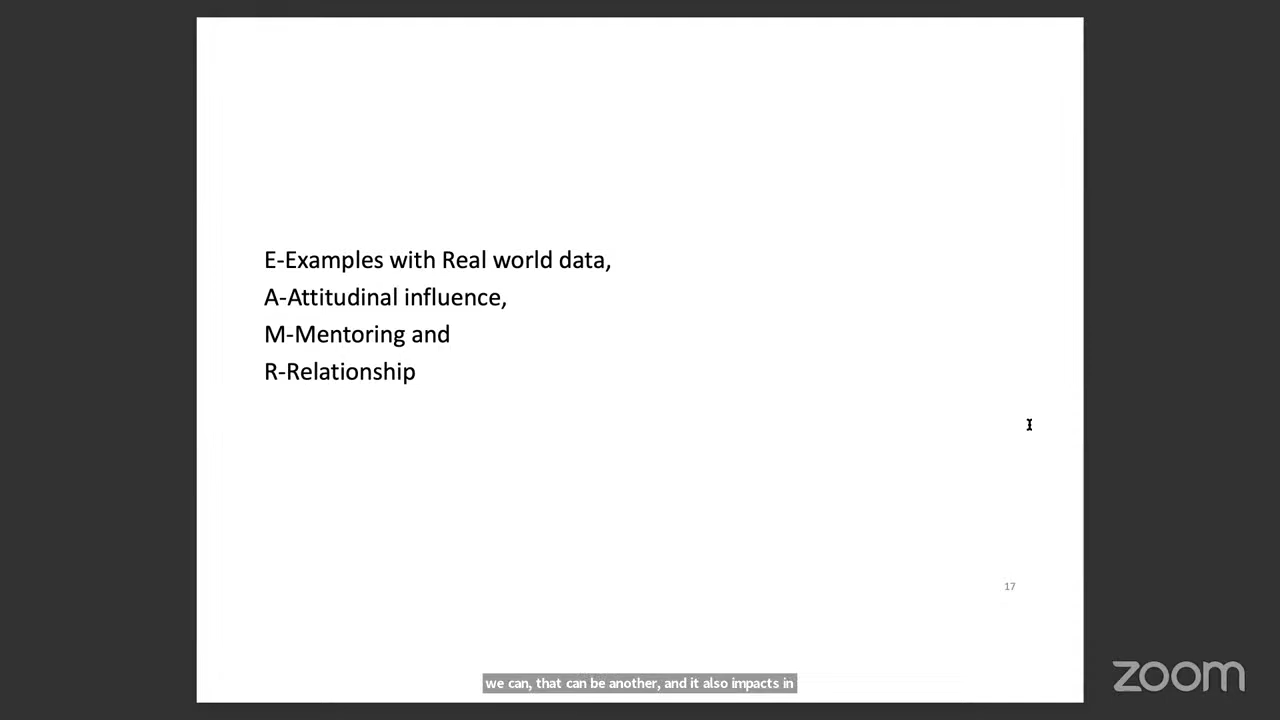 E-Examples with Real world data,
A-Attitudinal influence,
M-Mentoring and
R-Relationship
17
we can, that can be another, and it also impacts in
zoom